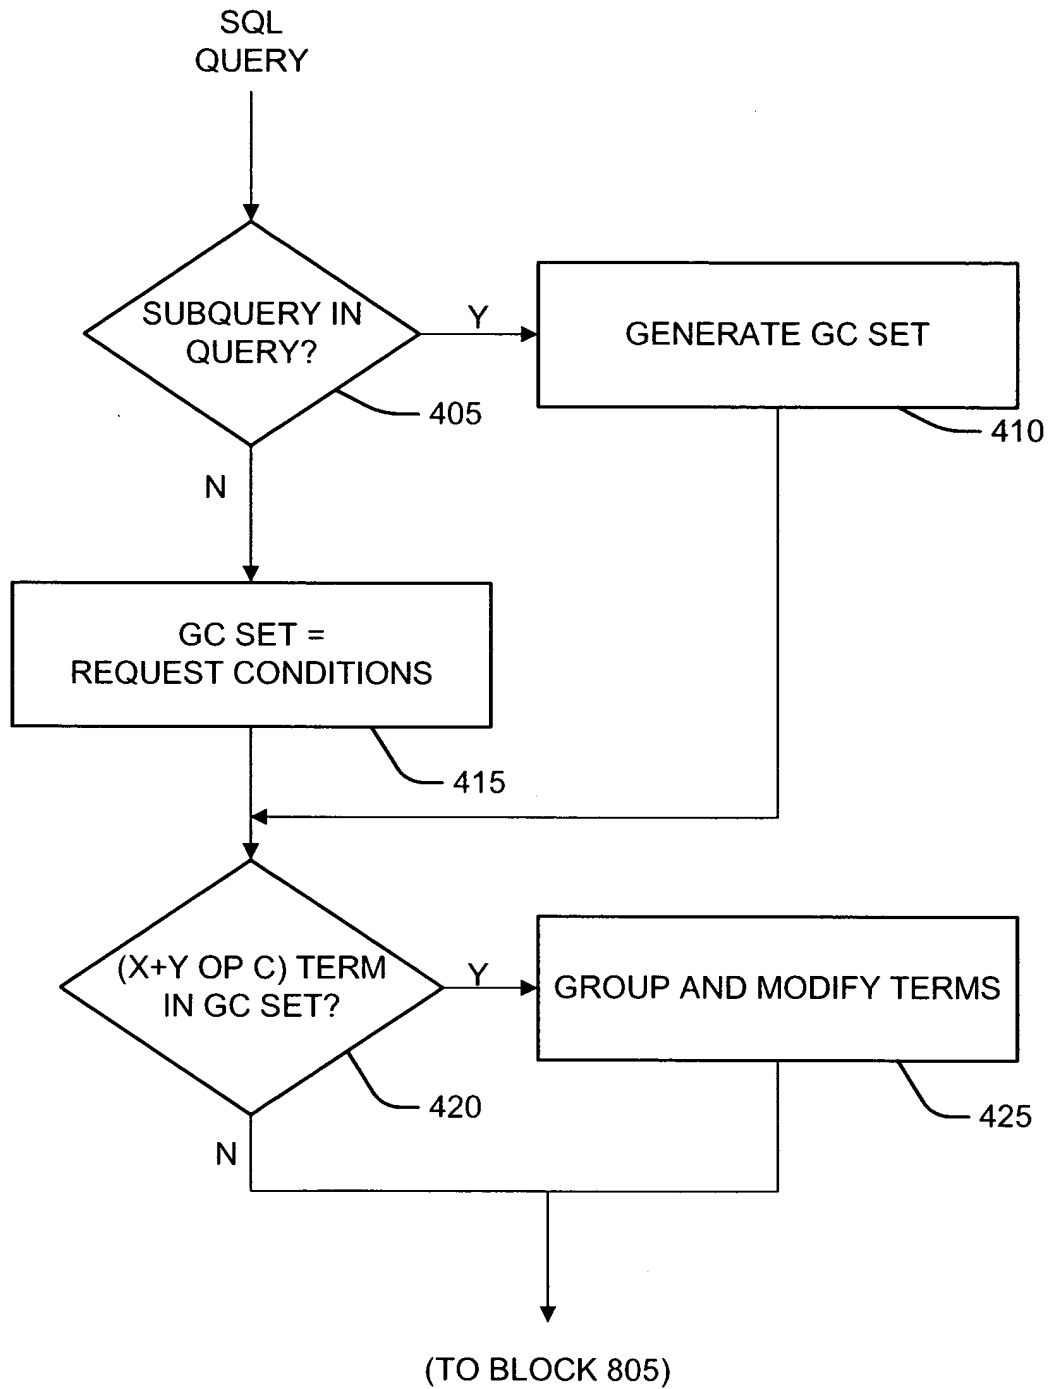 SQL
QUERY
SUBQUERY IN
QUERY?
Y
GENERATE GC SET
405
410
N
GC SET =
REQUEST CONDITIONS
415
(X+Y OP C) TERM
IN GC SET?
Y
GROUP AND MODIFY TERMS
420
425
N
(TO BLOCK 805)